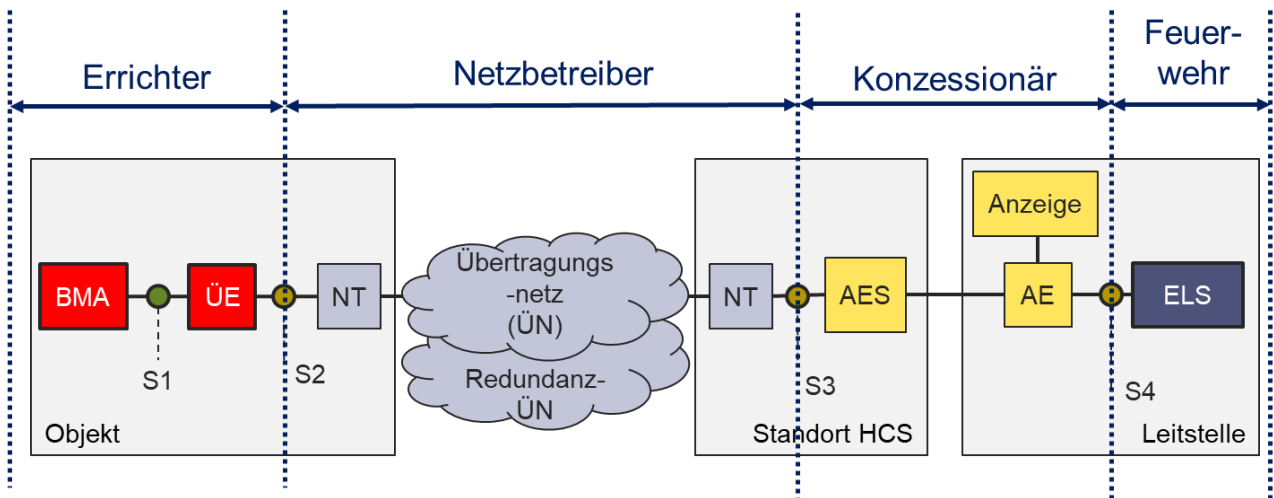 Errichter
Netzbetreiber
Konzessionär
Feuer-
wehr
BMA
S1
ÜE
S2
NT
Objekt
Übertragungs
-netz
(ÜN)
Redundanz-
ÜN
NT
S3
AES
Standort HCS
Anzeige
AE
S4
ELS
Leitstelle